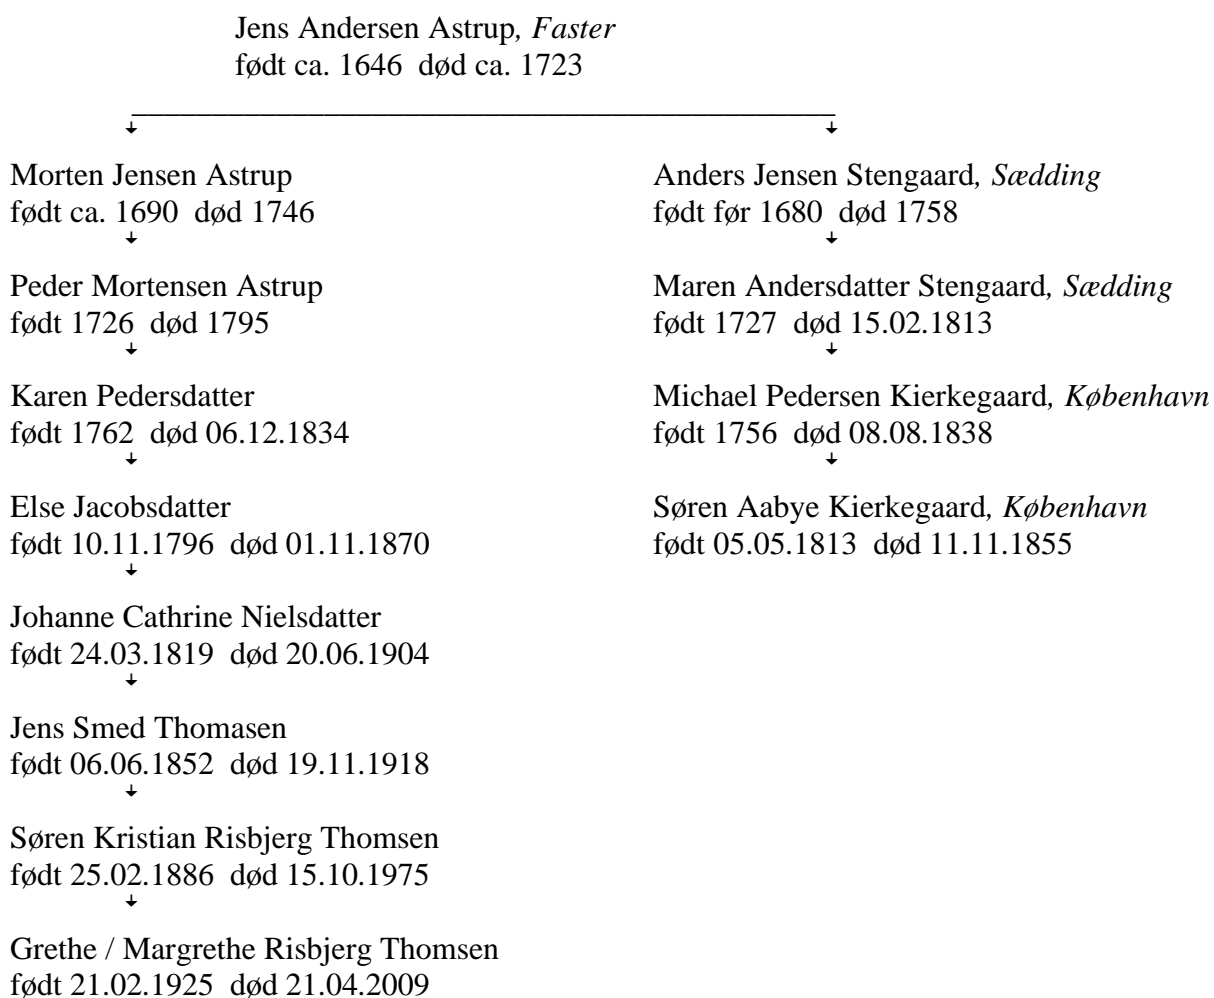 Jens Andersen Astrup, Faster
født ca. 1646 død ca. 1723
Morten Jensen Astrup
født ca. 1690 død 1746
Peder Mortensen Astrup
født 1726 død 1795
Karen Pedersdatter
født 1762 død 06.12.1834
Else Jacobsdatter
født 10.11.1796 død 01.11.1870
Johanne Cathrine Nielsdatter
født 24.03.1819 død 20.06.1904
Jens Smed Thomasen
født 06.06.1852 død 19.11.1918
Søren Kristian Risbjerg Thomsen
født 25.02.1886 død 15.10.1975
Grethe / Margrethe Risbjerg Thomsen
født 21.02.1925 død 21.04.2009
Anders Jensen Stengaard, Sædding
født før 1680 død 1758
Maren Andersdatter Stengaard, Sædding
født 1727 død 15.02.1813
Michael Pedersen Kierkegaard, København
født 1756 død 08.08.1838
Søren Aabye Kierkegaard, København
født 05.05.1813 død 11.11.1855